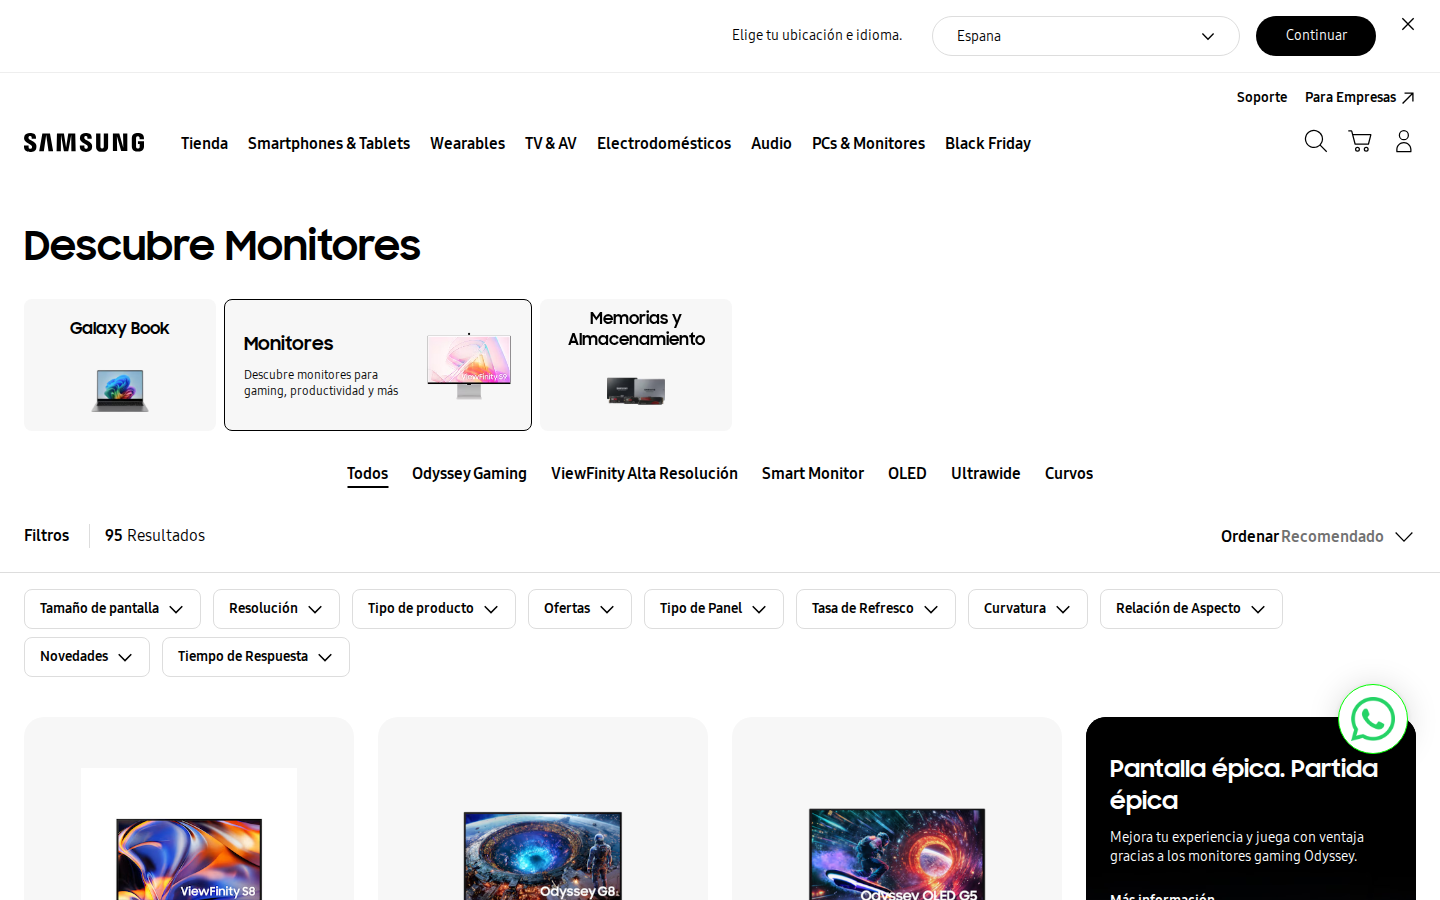 Elige tu ubicación e idioma.
Espana
Continuar
Soporte
Para Empresas
SAMSUNG
Tienda
Smartphones & Tablets
Wearables
TV & AV
Electrodomésticos
Audio
PCs & Monitores
Black Friday
Descubre Monitores
Galaxy Book
Monitores
Descubre monitores para
gaming, productividad y más
ViewFinity S9
Memorias y
Almacenamiento
Todos
Odyssey Gaming
ViewFinity Alta Resolución
Smart Monitor
OLED
Ultrawide
Curvos
Filtros
95 Resultados
Ordenar Recomendado
Tamaño de pantalla
Resolución
Tipo de producto
Ofertas
Tipo de Panel
Tasa de Refresco
Curvatura
Relación de Aspecto
Novedades
Tiempo de Respuesta
ViewFinity S8
Odyssey G8
Odyssey OLED G5
Pantalla épica. Partida
épica
Mejora tu experiencia y juega con ventaja
gracias a los monitores gaming Odyssey.
Más información